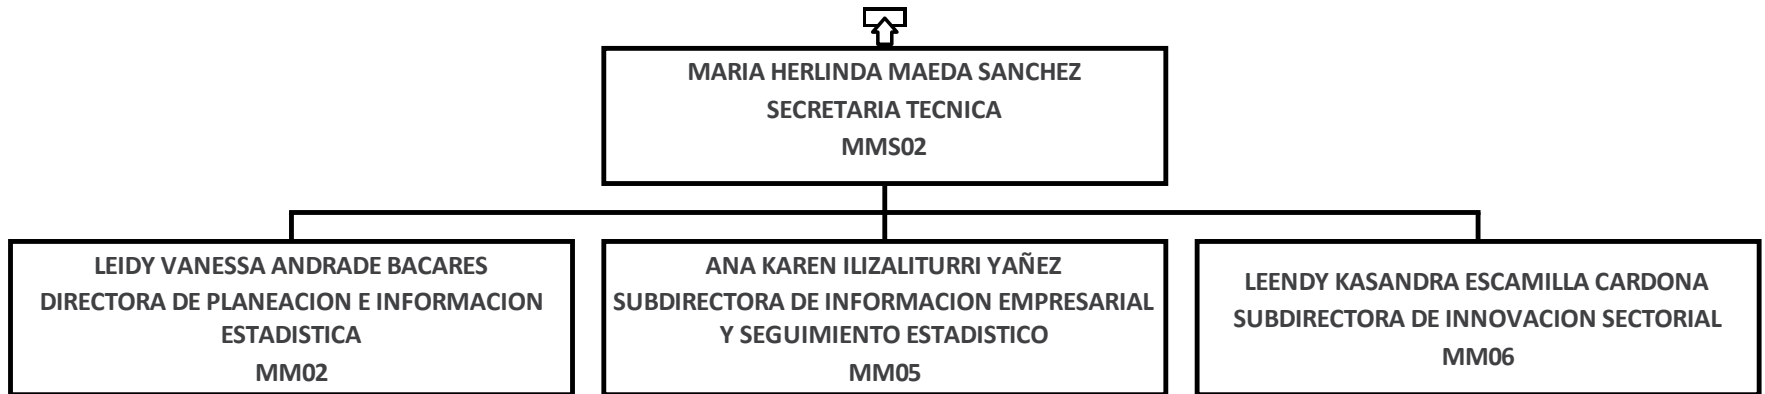 MARIA HERLINDA MAEDA SANCHEZ
SECRETARIA TECNICA
MMS02
LEIDY VANESSA ANDRADE BACARES
DIRECTORA DE PLANEACION E INFORMACION
ESTADISTICA
MM02
ANA KAREN ILIZALITURRI YAÑEZ
SUBDIRECTORA DE INFORMACION EMPRESARIAL
Y SEGUIMIENTO ESTADISTICO
MM05
LEENDY KASANDRA ESCAMILLA CARDONA
SUBDIRECTORA DE INNOVACION SECTORIAL
MM06